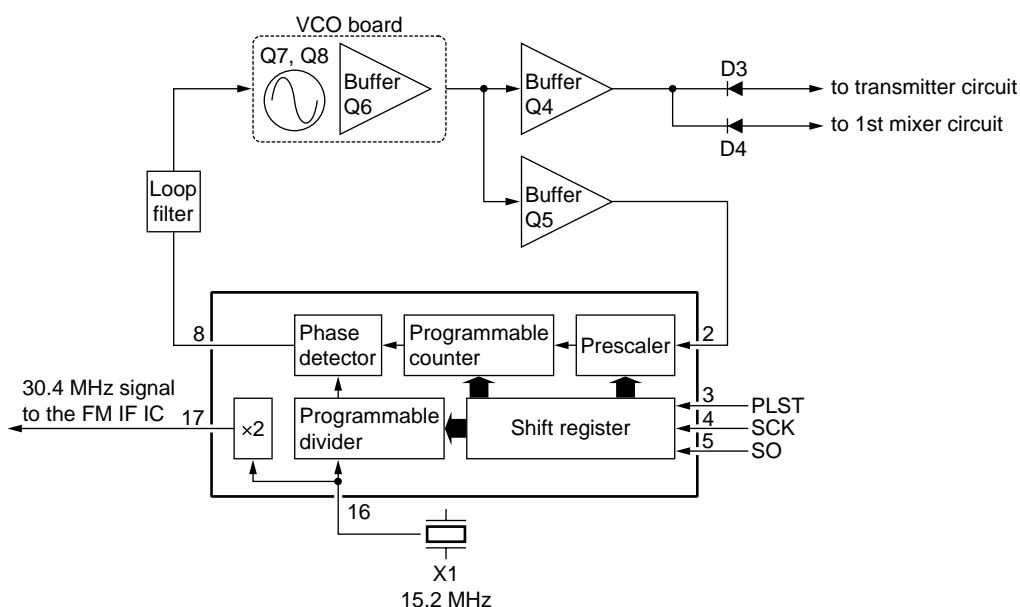 VCO board
Q7, Q8
Buffer
Q6
Buffer
Q4
D3
to transmitter circuit
to 1st mixer circuit
D4
Buffer
Q5
Loop
filter
8
Phase
detector
Programmable
counter
Prescaler
2
30.4 MHz signal
to the FM IF IC
17
×2
Programmable
divider
Shift register
3
PLST
4
SCK
5
SO
16
X1
15.2 MHz